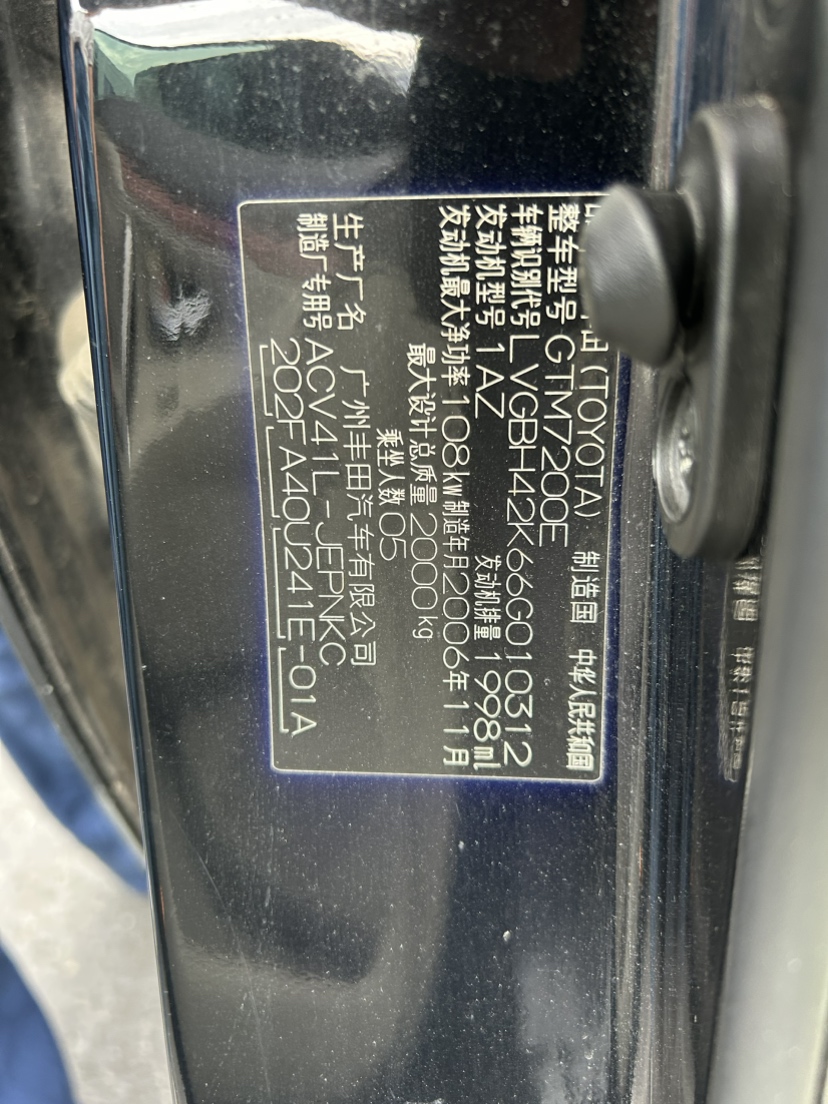 田(TOYOTA) 制造国 中华人民共和国
整车型号 GTM7200E
车辆识别代号 LVGBH42K66G010312
发动机型号 1AZ 发动机排量 1998ml
发动机最大净功率 108kw 制造年月 2006年11月
最大设计总质量 2000kg
乘坐人数 05
生产厂名 广州丰田汽车有限公司
制造厂专用号 ACV41L-JEPNKC
202FA40U241E-01A